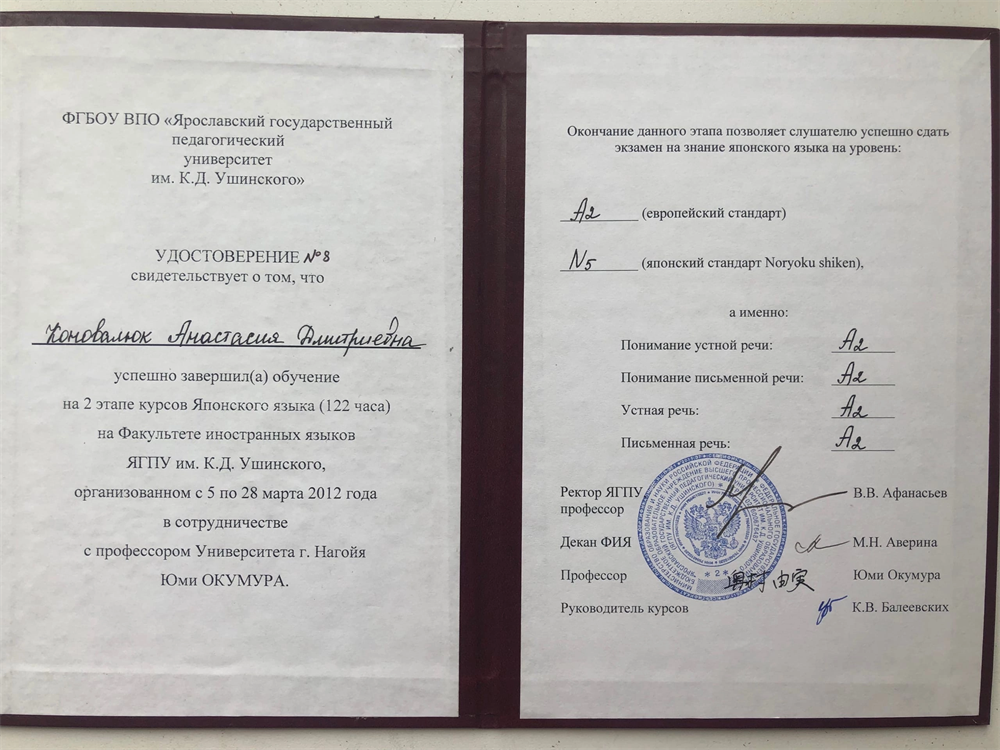 ФГБОУ ВПО «Ярославский государственный
педагогический
университет
им. К.Д. Ушинского»
УДОСТОВЕРЕНИЕ №8
свидетельствует о том, что
Коновалюк Анастасия Дмитриевна
успешно завершил(а) обучение
на 2 этапе курсов Японского языка (122 часа)
на Факультете иностранных языков
ЯГПУ им. К.Д. Ушинского,
организованном с 5 по 28 марта 2012 года
в сотрудничестве
с профессором Университета г. Нагойя
Юми ОКУМУРА.
Окончание данного этапа позволяет слушателю успешно сдать
экзамен на знание японского языка на уровень:
A2 (европейский стандарт)
N5 (японский стандарт Noryoku shiken),
а именно:
Понимание устной речи: A2
Понимание письменной речи: A2
Устная речь: A2
Письменная речь: A2
Ректор ЯГПУ
профессор В.В. Афанасьев
Декан ФИЯ М.Н. Аверина
Профессор 奥村 由実 Юми Окумура
Руководитель курсов К.В. Балеевских